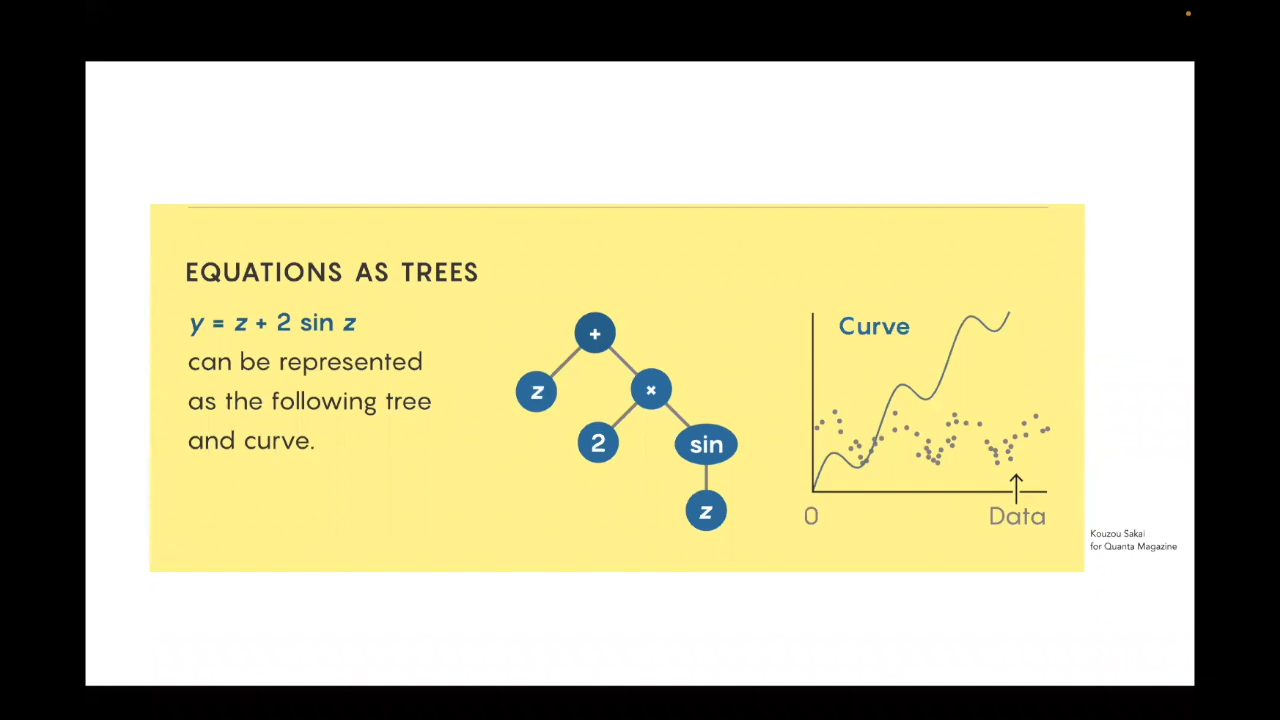 EQUATIONS AS TREES
y = z + 2 sin z
can be represented
as the following tree
and curve.
+
z
×
2
sin
z
Curve
0
Data
Kouzou Sakai
for Quanta Magazine